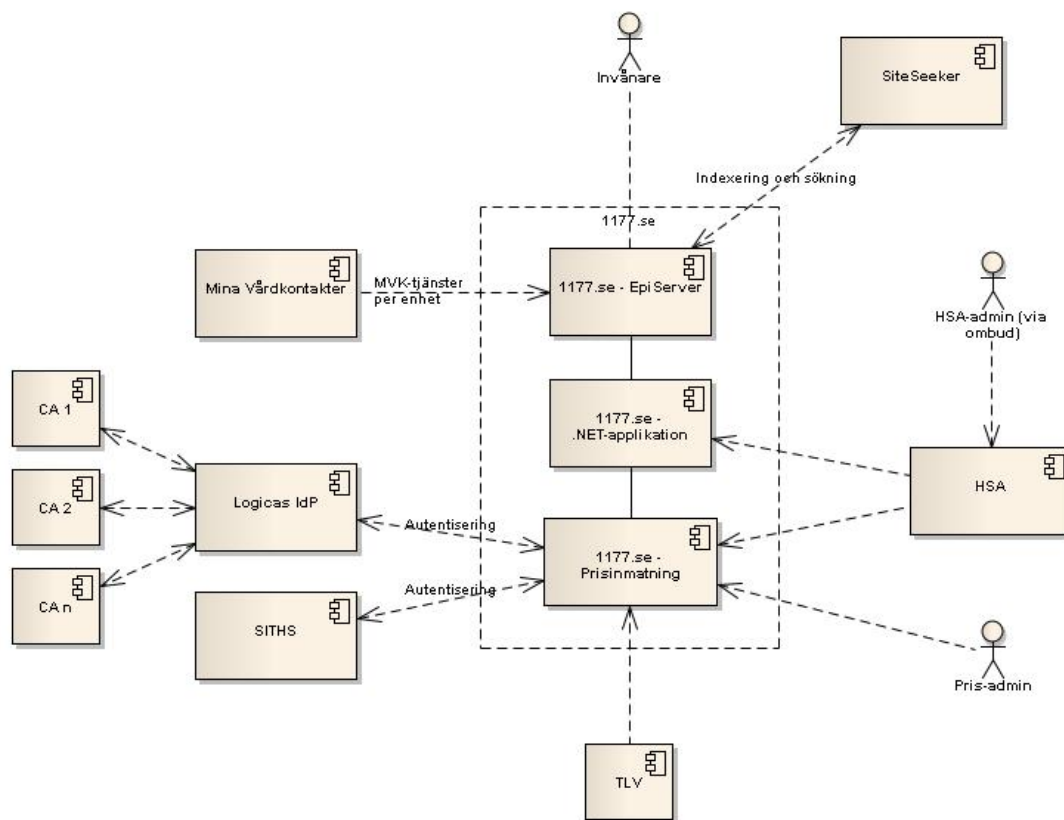 Invånare
SiteSeeker
Indexering och sökning
1177.se
Mina Vårdkontakter
MVK-tjänster
per enhet
1177.se - EpiServer
HSA-admin (via
ombud)
CA 1
1177.se -
.NET-applikation
CA 2
Logicas IdP
HSA
Autentisering
1177.se -
Prisinmatning
CA n
Autentisering
SITHS
Pris-admin
TLV